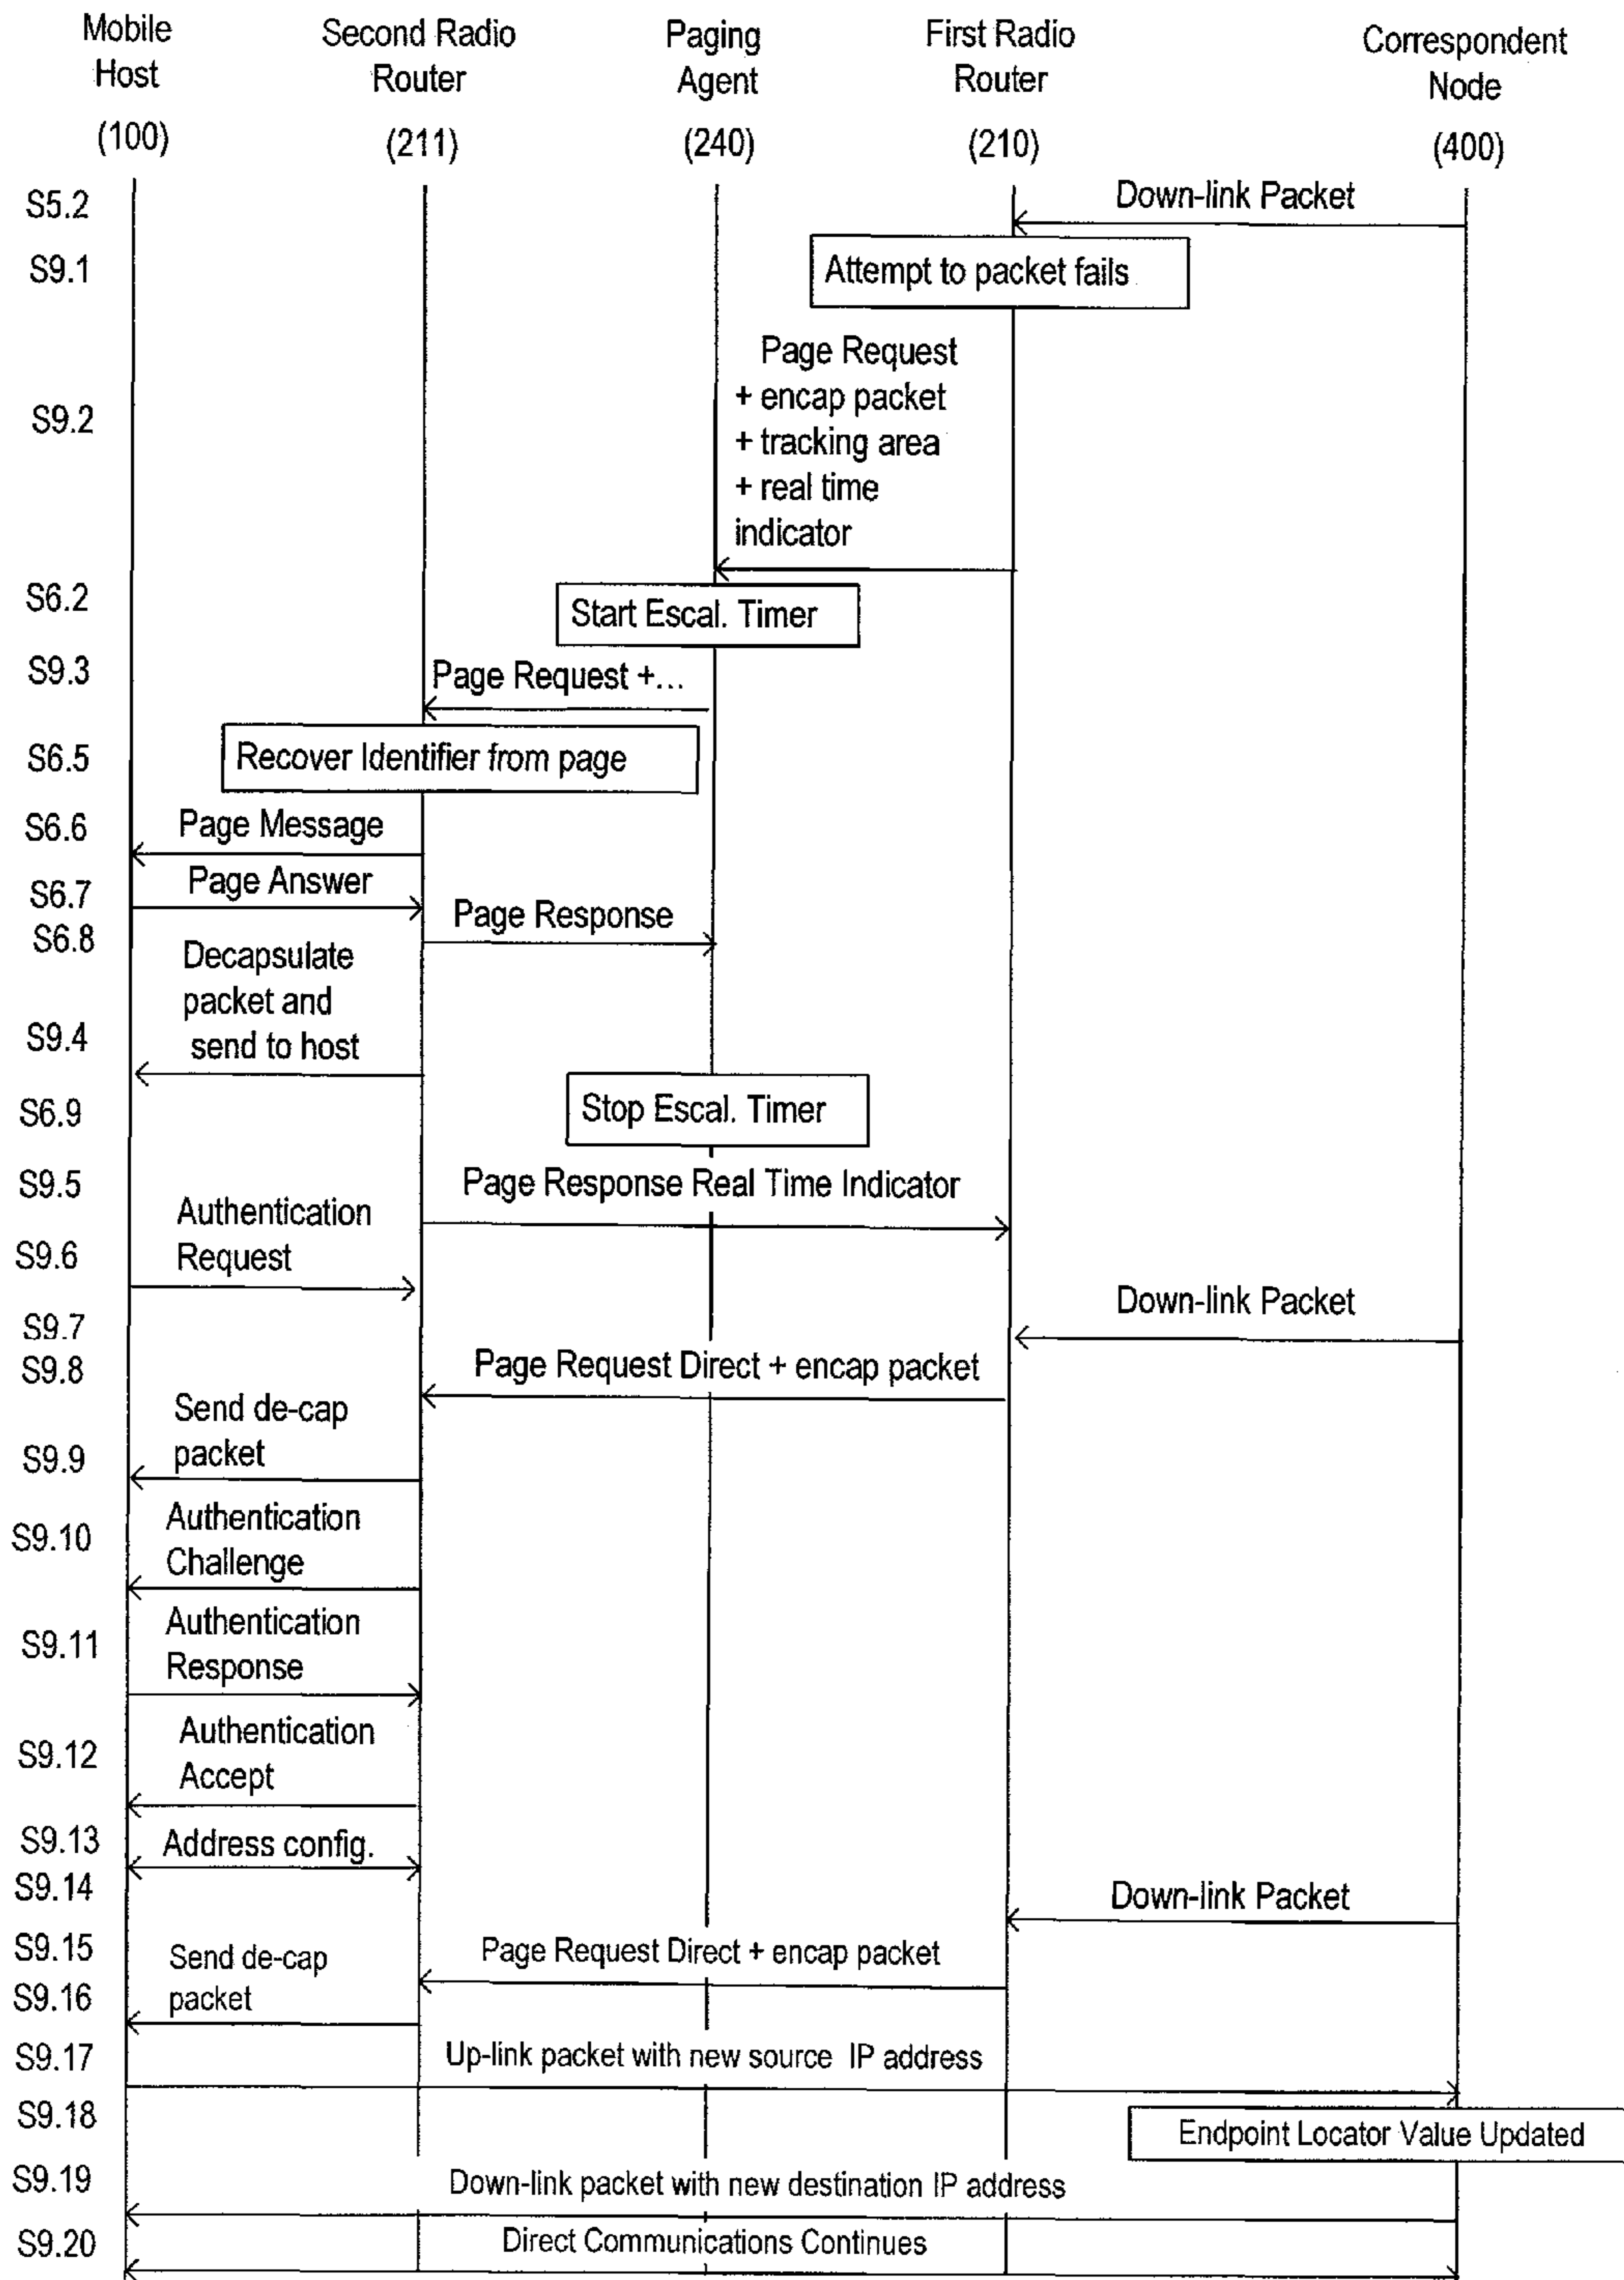 Mobile Host (100)
Second Radio Router (211)
Paging Agent (240)
First Radio Router (210)
Correspondent Node (400)
S5.2
Down-link Packet
S9.1
Attempt to packet fails
S9.2
Page Request
+ encap packet
+ tracking area
+ real time
indicator
S6.2
Start Escal. Timer
S9.3
Page Request +...
S6.5
Recover Identifier from page
S6.6
Page Message
S6.7
Page Answer
S6.8
Page Response
S9.4
Decapsulate
packet and
send to host
S6.9
Stop Escal. Timer
S9.5
Page Response Real Time Indicator
S9.6
Authentication
Request
S9.7
Down-link Packet
S9.8
Page Request Direct + encap packet
S9.9
Send de-cap
packet
S9.10
Authentication
Challenge
S9.11
Authentication
Response
S9.12
Authentication
Accept
S9.13
Address config.
S9.14
Down-link Packet
S9.15
Page Request Direct + encap packet
S9.16
Send de-cap
packet
S9.17
Up-link packet with new source IP address
S9.18
Endpoint Locator Value Updated
S9.19
Down-link packet with new destination IP address
S9.20
Direct Communications Continues